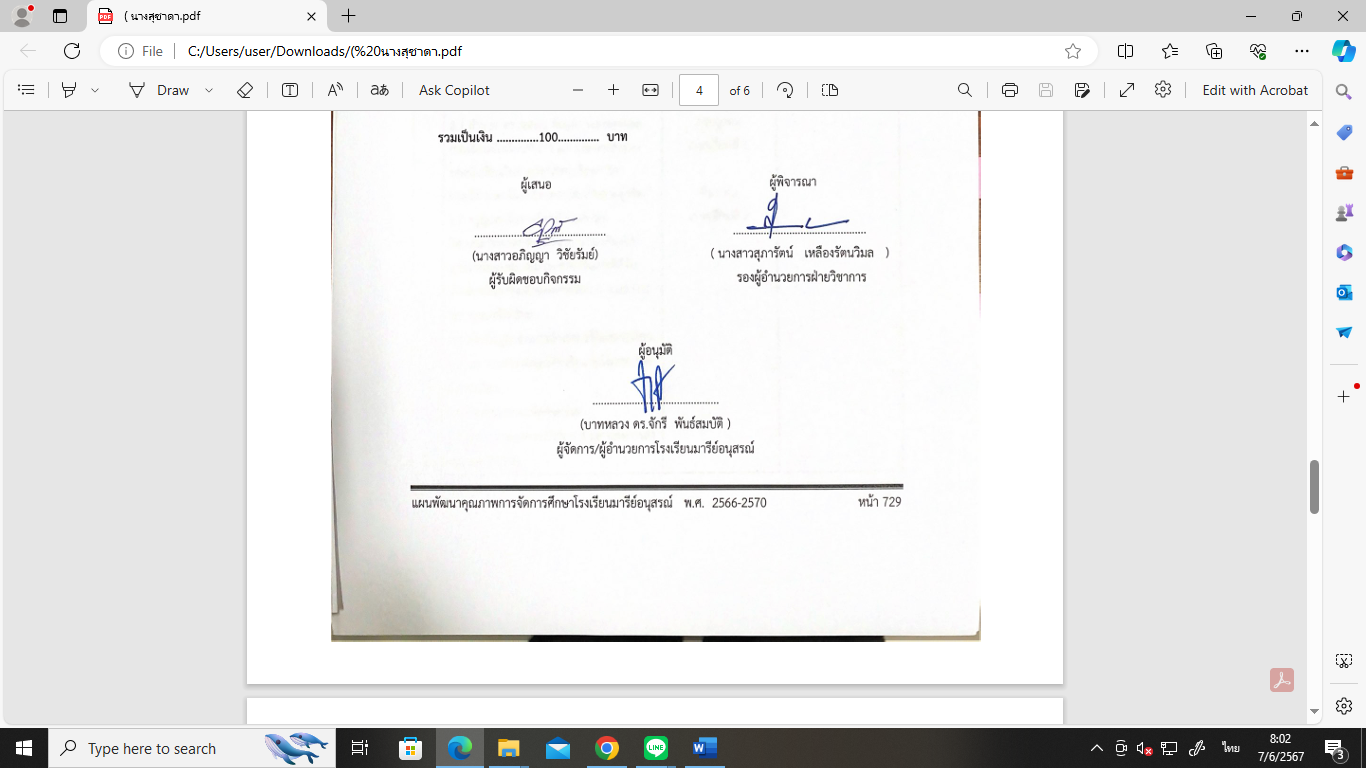 ( นางสุชาดา.pdf
File
C:/Users/user/Downloads/(%20นางสุชาดา.pdf
Draw
aあ
Ask Copilot
4 of 6
Edit with Acrobat
รวมเป็นเงิน ..............100.............. บาท
ผู้เสนอ
ผู้พิจารณา
(นางสาวอภิญญา วิชัยรัมย์)
( นางสาวสุภารัตน์ เหลืองรัตนวิมล )
ผู้รับผิดชอบกิจกรรม
รองผู้อำนวยการฝ่ายวิชาการ
ผู้อนุมัติ
(บาทหลวง ดร.จักรี พันธ์สมบัติ )
ผู้จัดการ/ผู้อำนวยการโรงเรียนมารีย์อนุสรณ์
แผนพัฒนาคุณภาพการจัดการศึกษาโรงเรียนมารีย์อนุสรณ์ พ.ศ. 2566-2570 หน้า 729
Type here to search
LINE
ไทย
8:02
7/6/2567
3